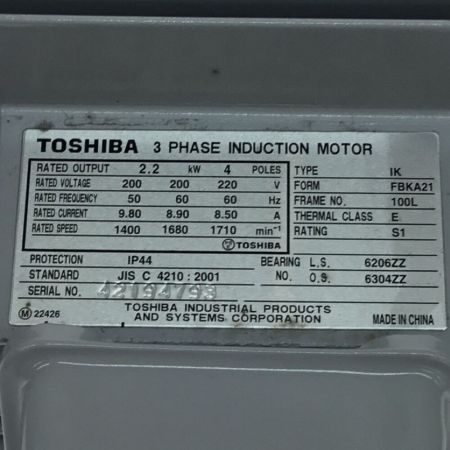 TOSHIBA 3 PHASE INDUCTION MOTOR
RATED OUTPUT 2.2 kW 4 POLES
RATED VOLTAGE 200 200 220 V
RATED FREQUENCY 50 60 60 Hz
RATED CURRENT 9.80 8.90 8.50 A
RATED SPEED 1400 1680 1710 min⁻¹
TOSHIBA
TYPE IK
FORM FBKA21
FRAME NO. 100L
THERMAL CLASS E
RATING S1
PROTECTION IP44
STANDARD JIS C 4210 : 2001
SERIAL NO. 42194793
BEARING L.S. 6206ZZ
NO. O.S. 6304ZZ
TOSHIBA INDUSTRIAL PRODUCTS
AND SYSTEMS CORPORATION
M 22426
MADE IN CHINA